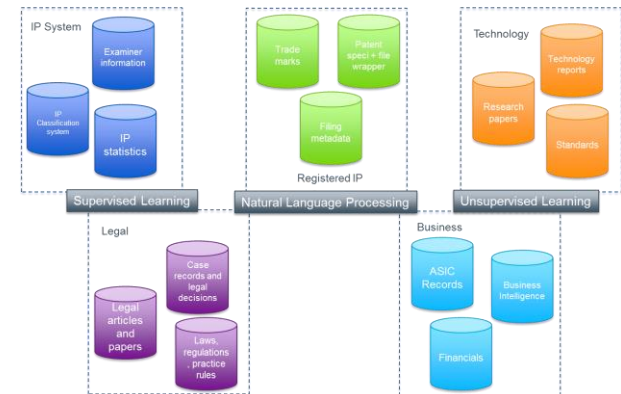 IP System
Examiner
information
IP
Classification
system
IP
statistics
Trade
marks
Patent
speci + file
wrapper
Filing
metadata
Registered IP
Technology
Technology
reports
Research
papers
Standards
Supervised Learning
Natural Language Processing
Unsupervised Learning
Legal
Case
records and
legal
decisions
Legal
articles
and
papers
Laws,
regulations
, practice
rules
Business
ASIC
Records
Business
Intelligence
Financials